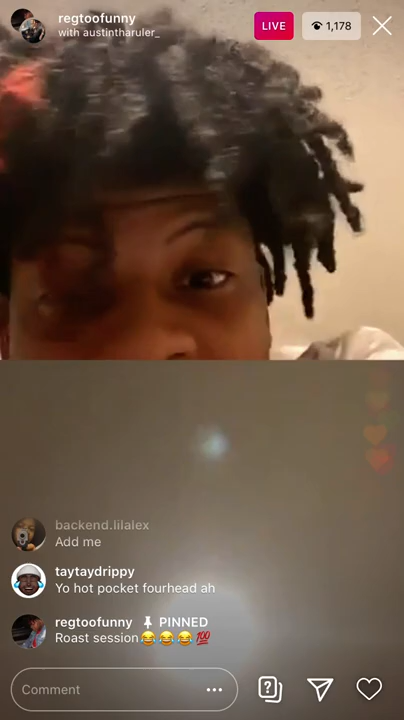 regtoofunny
with austintharuler_
LIVE
1,178
backend.lilalex
Add me
taytaydrippy
Yo hot pocket fourhead ah
regtoofunny PINNED
Roast session😂😂😂💯
Comment